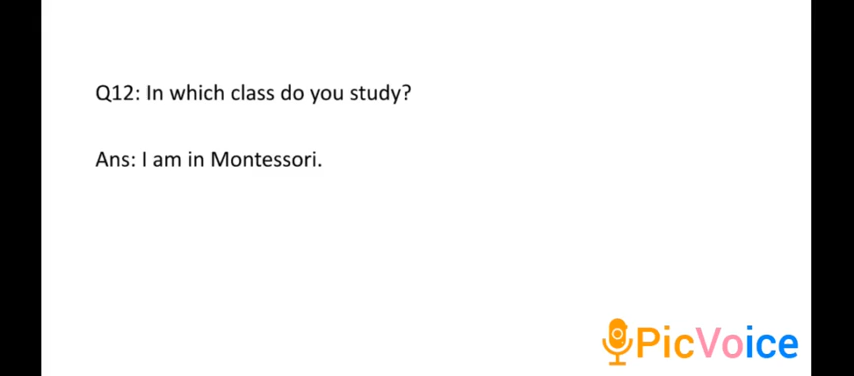 Q12: In which class do you study?
Ans: I am in Montessori.
PicVoice